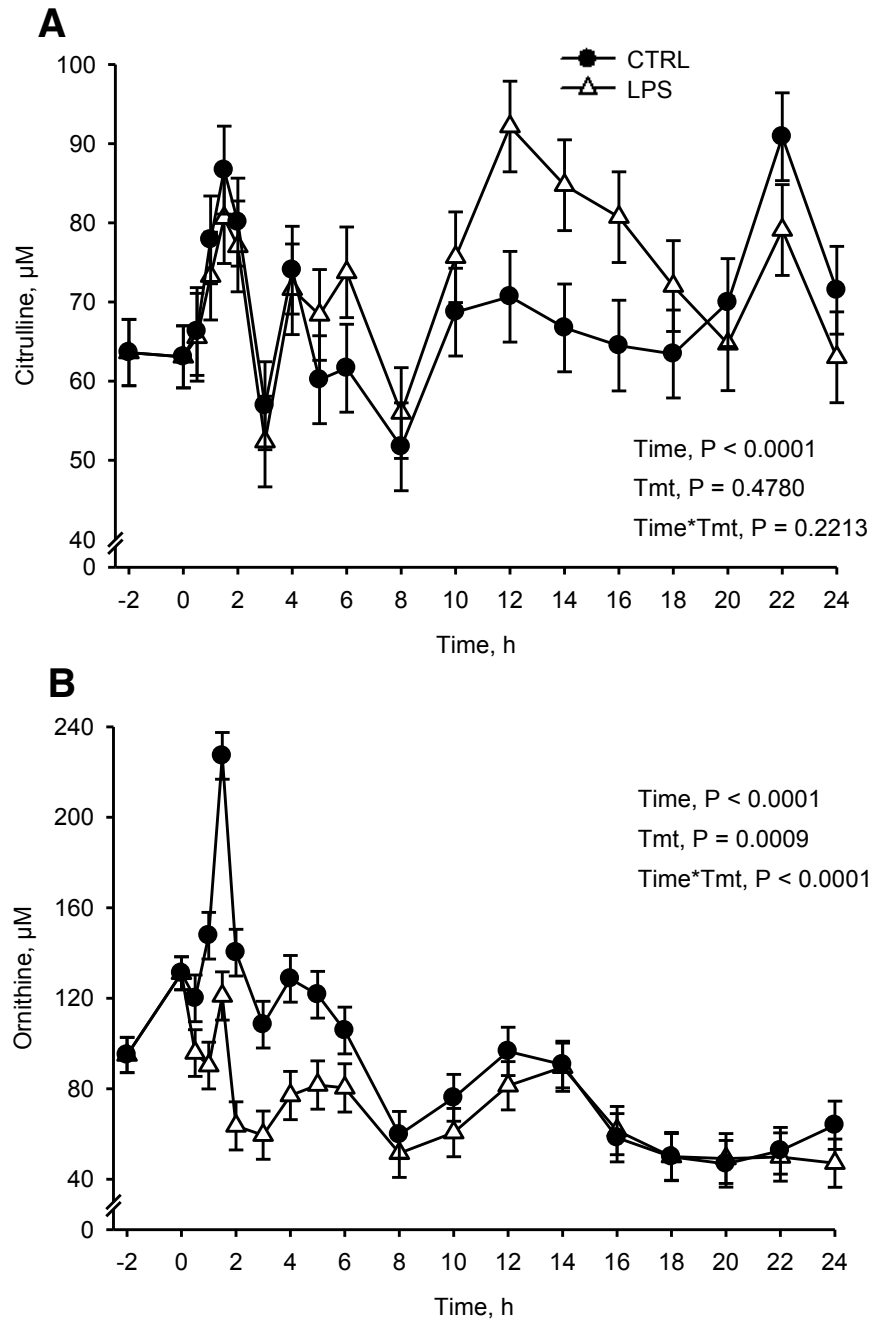 A
CTRL
LPS
100
90
80
70
60
50
40
0
Citrulline, µM
Time, P < 0.0001
Tmt, P = 0.4780
Time*Tmt, P = 0.2213
-2 0 2 4 6 8 10 12 14 16 18 20 22 24
Time, h
B
240
200
160
120
80
40
0
Ornithine, µM
Time, P < 0.0001
Tmt, P = 0.0009
Time*Tmt, P < 0.0001
-2 0 2 4 6 8 10 12 14 16 18 20 22 24
Time, h